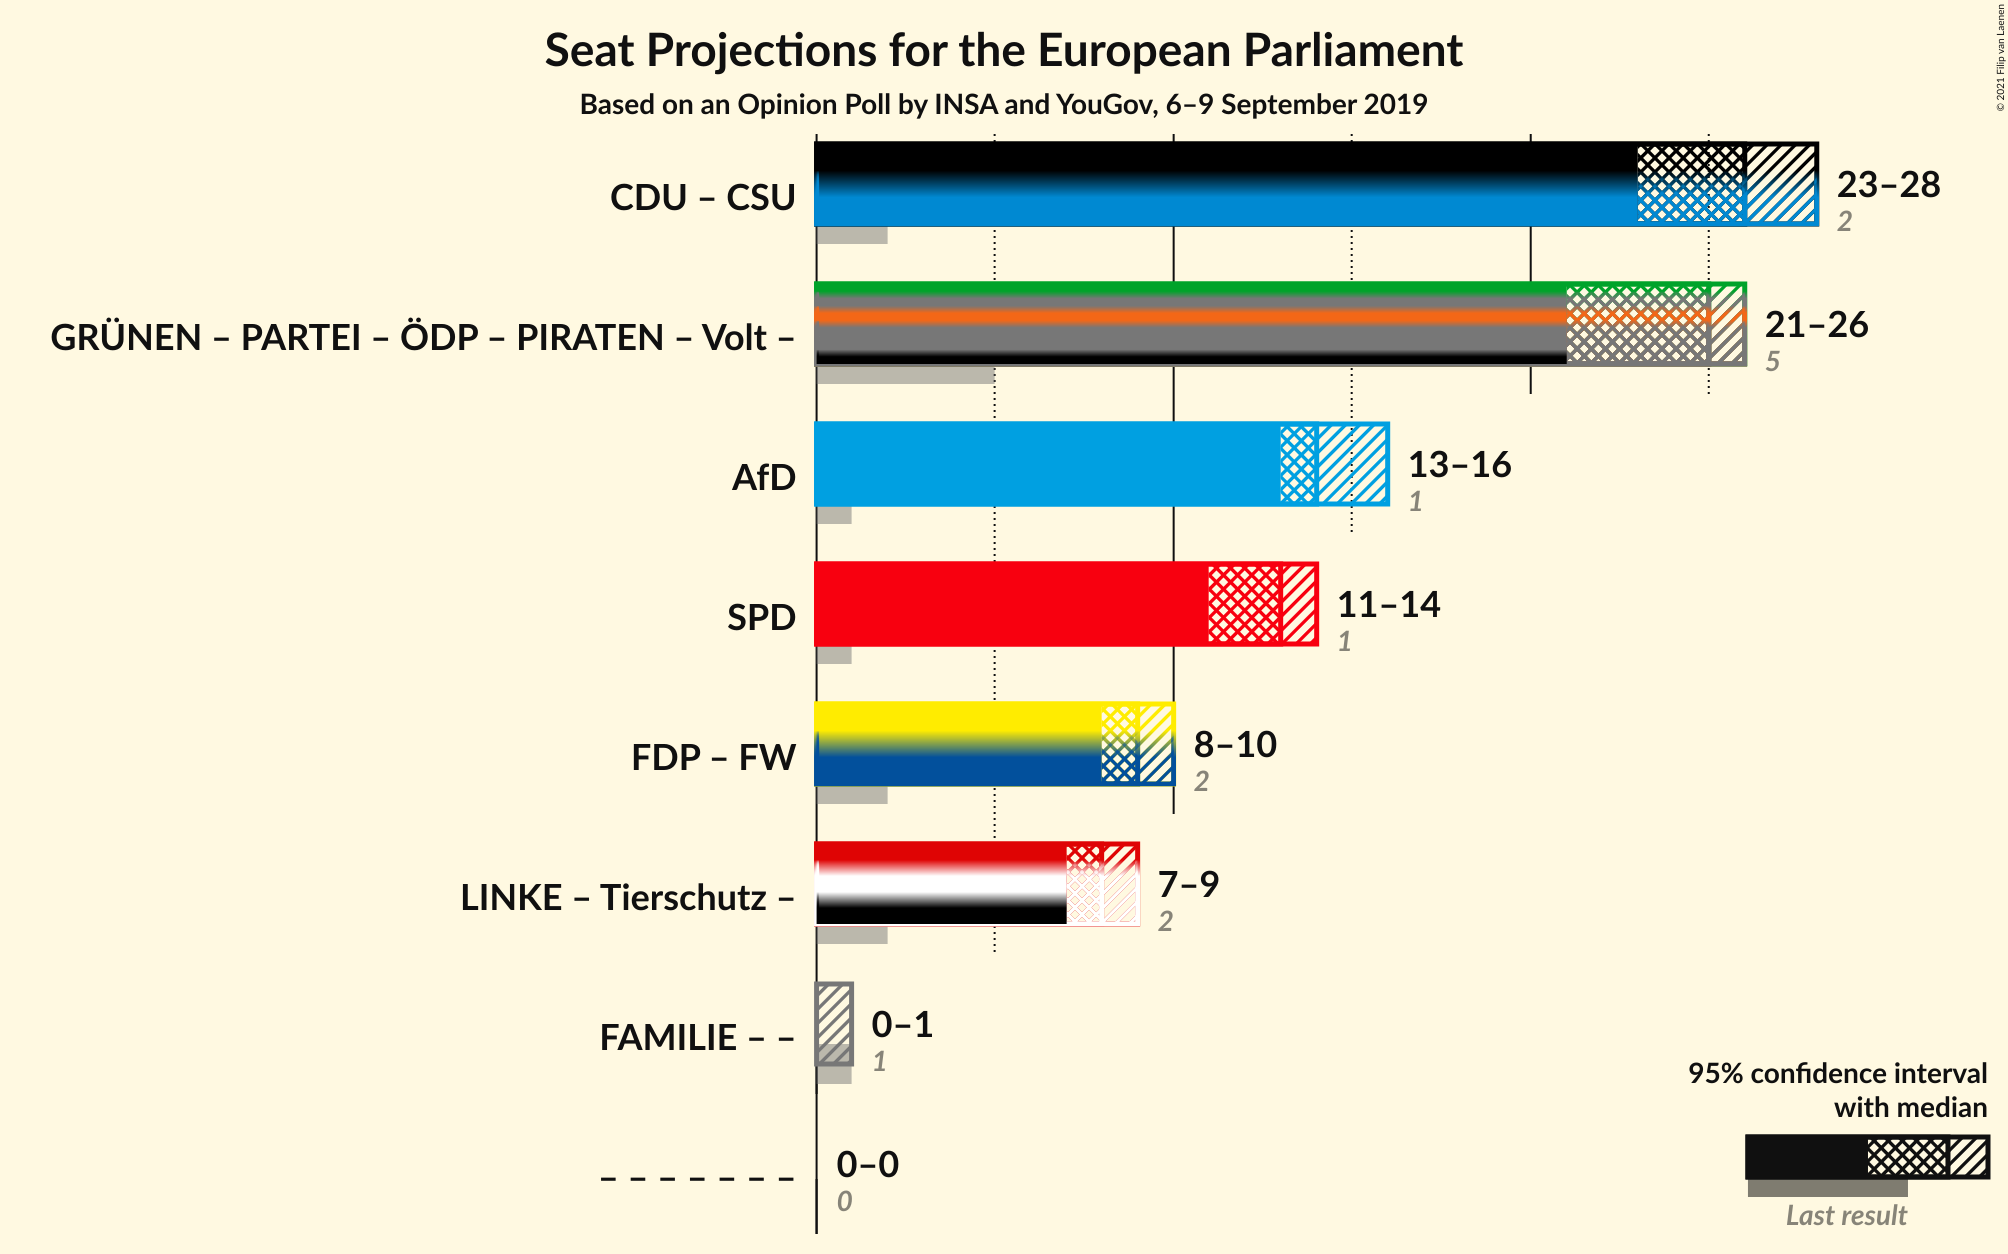 Seat Projections for the European Parliament
Based on an Opinion Poll by INSA and YouGov, 6–9 September 2019
© 2021 Filip van Laenen
CDU – CSU
23–28
2
GRÜNEN – PARTEI – ÖDP – PIRATEN – Volt –
21–26
5
AfD
13–16
1
SPD
11–14
1
FDP – FW
8–10
2
LINKE – Tierschutz –
7–9
2
FAMILIE – –
0–1
1
– – – – – – –
0–0
0
95% confidence interval
with median
Last result